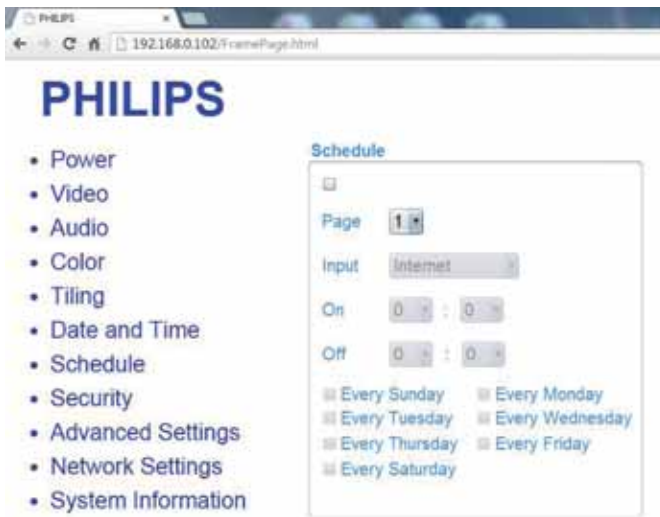 PHILIPS
192.168.0.102/FramePage.html
PHILIPS
• Power
• Video
• Audio
• Color
• Tiling
• Date and Time
• Schedule
• Security
• Advanced Settings
• Network Settings
• System Information
Schedule
Page 1
Input Internet
On 0 : 0
Off 0 : 0
Every Sunday Every Monday
Every Tuesday Every Wednesday
Every Thursday Every Friday
Every Saturday